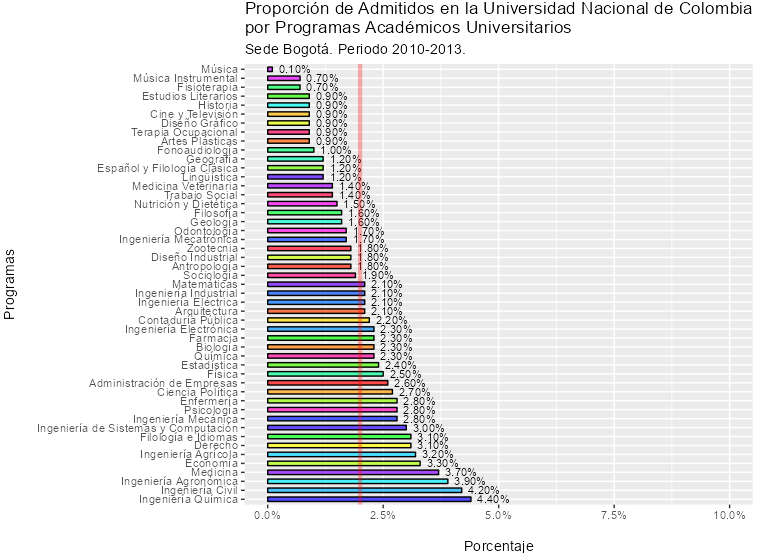 Proporción de Admitidos en la Universidad Nacional de Colombia
por Programas Académicos Universitarios
Sede Bogotá. Periodo 2010-2013.
Programas
Música 0.10%
Música Instrumental 0.70%
Fisioterapia 0.70%
Estudios Literarios 0.90%
Historia 0.90%
Cine y Televisión 0.90%
Diseño Gráfico 0.90%
Terapia Ocupacional 0.90%
Artes Plásticas 0.90%
Fonoaudiologia 1.00%
Geografía 1.20%
Español y Filología Clásica 1.20%
Lingüística 1.20%
Medicina Veterinaria 1.40%
Trabajo Social 1.40%
Nutrición y Dietética 1.50%
Filosofía 1.60%
Geología 1.60%
Odontología 1.70%
Ingeniería Mecatrónica 1.70%
Zootecnia 1.80%
Diseño Industrial 1.80%
Antropología 1.80%
Sociología 1.90%
Matemáticas 2.10%
Ingeniería Industrial 2.10%
Ingeniería Eléctrica 2.10%
Arquitectura 2.10%
Contaduría Pública 2.20%
Ingeniería Electrónica 2.30%
Farmacia 2.30%
Biología 2.30%
Química 2.30%
Estadística 2.40%
Física 2.50%
Administración de Empresas 2.60%
Ciencia Política 2.70%
Enfermería 2.80%
Psicología 2.80%
Ingeniería Mecánica 2.80%
Ingeniería de Sistemas y Computación 3.00%
Filología e Idiomas 3.10%
Derecho 3.10%
Ingeniería Agrícola 3.20%
Economía 3.30%
Medicina 3.70%
Ingeniería Agronómica 3.90%
Ingeniería Civil 4.20%
Ingeniería Química 4.40%
0.0% 2.5% 5.0% 7.5% 10.0%
Porcentaje